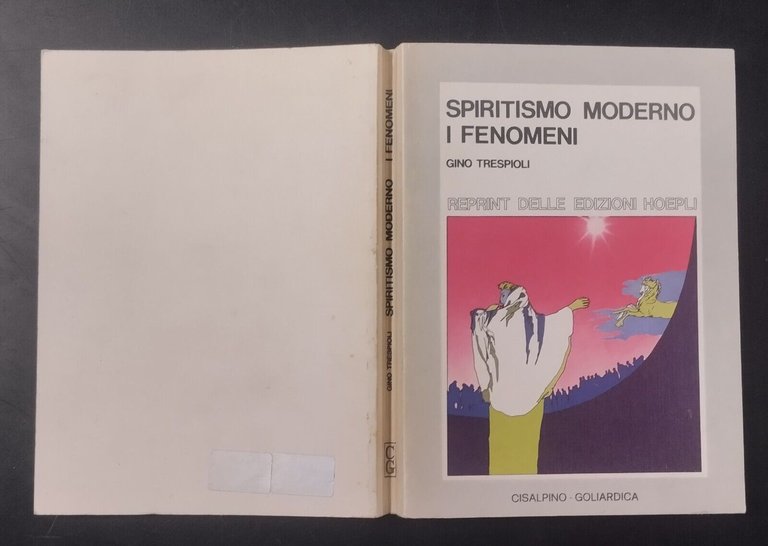 SPIRITISMO MODERNO
I FENOMENI
GINO TRESPIOLI
REPRINT DELLE EDIZIONI HOEPLI
CISALPINO - GOLIARDICA
GINO TRESPIOLI SPIRITISMO MODERNO I FENOMENI